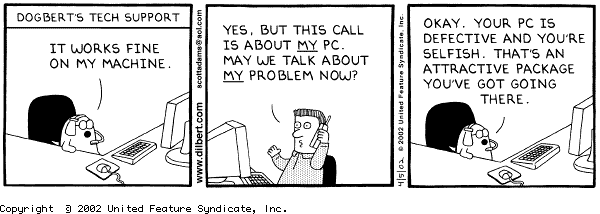 DOGBERT'S TECH SUPPORT
IT WORKS FINE
ON MY MACHINE.
www.dilbert.com
scottadams@aol.com
YES, BUT THIS CALL
IS ABOUT MY PC.
MAY WE TALK ABOUT
MY PROBLEM NOW?
4/5/02 © 2002 United Feature Syndicate, Inc.
OKAY. YOUR PC IS
DEFECTIVE AND YOU'RE
SELFISH. THAT'S AN
ATTRACTIVE PACKAGE
YOU'VE GOT GOING
THERE.
Copyright © 2002 United Feature Syndicate, Inc.